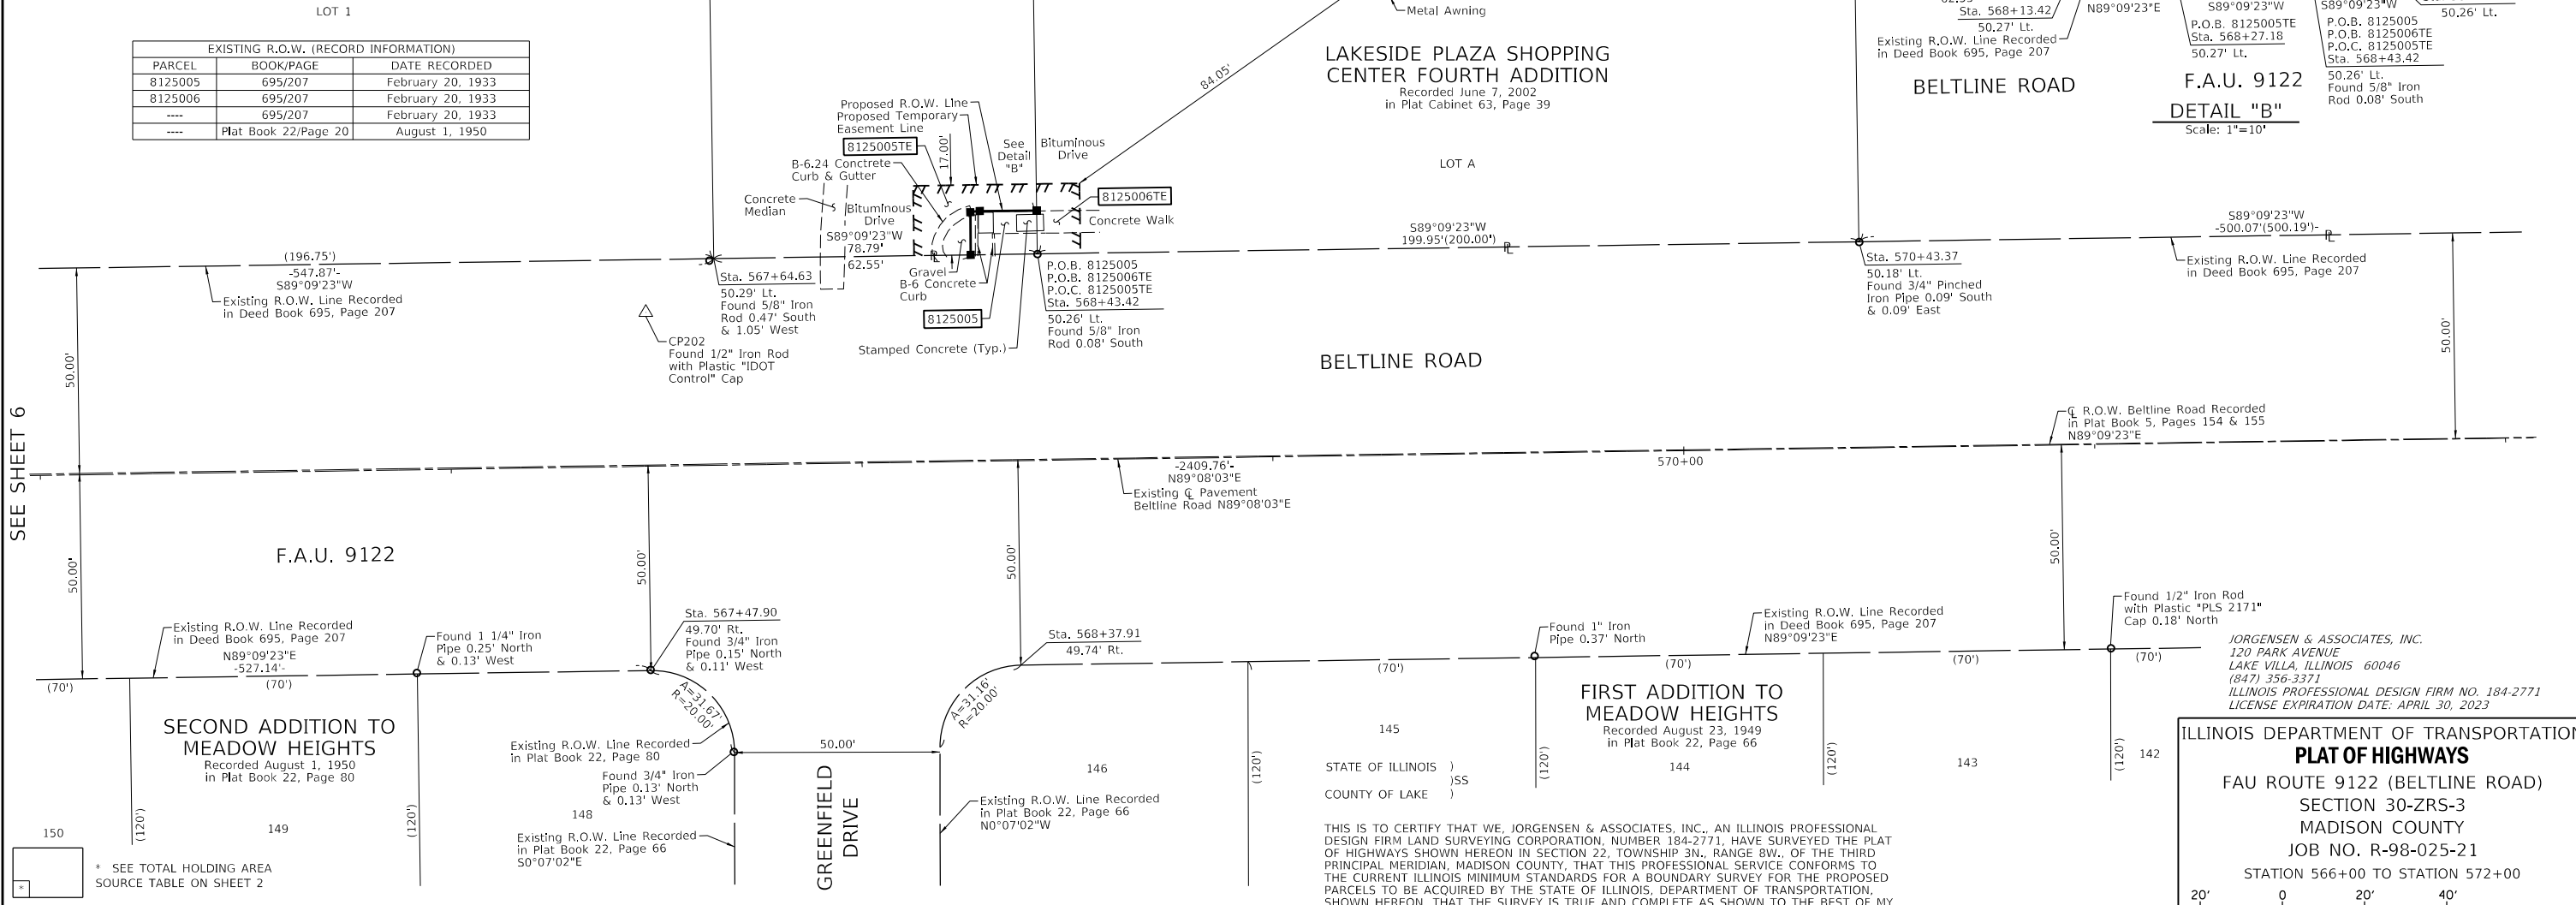 LOT 1
EXISTING R.O.W. (RECORD INFORMATION)
PARCEL BOOK/PAGE DATE RECORDED
8125005 695/207 February 20, 1933
8125006 695/207 February 20, 1933
---- 695/207 February 20, 1933
---- Plat Book 22/Page 20 August 1, 1950
Metal Awning
84.05'
LAKESIDE PLAZA SHOPPING
CENTER FOURTH ADDITION
Recorded June 7, 2002
in Plat Cabinet 63, Page 39
LOT A
Sta. 568+13.42
50.27' Lt.
Existing R.O.W. Line Recorded
in Deed Book 695, Page 207
N89°09'23"E
S89°09'23"W
P.O.B. 8125005TE
Sta. 568+27.18
50.27' Lt.
S89°09'23"W
P.O.B. 8125005
P.O.B. 8125006TE
P.O.C. 8125005TE
Sta. 568+43.42
50.26' Lt.
Found 5/8" Iron
Rod 0.08' South
50.26' Lt.
BELTLINE ROAD
F.A.U. 9122
DETAIL "B"
Scale: 1"=10'
Proposed R.O.W. Line
Proposed Temporary
Easement Line
8125005TE
17.00'
See
Detail
"B"
Bituminous
Drive
B-6.24 Conctrete
Curb & Gutter
Concrete
Median
Bituminous
Drive
8125006TE
Concrete Walk
S89°09'23"W
78.79'
62.55'
Gravel
B-6 Concrete
Curb
8125005
Stamped Concrete (Typ.)
P.O.B. 8125005
P.O.B. 8125006TE
P.O.C. 8125005TE
Sta. 568+43.42
50.26' Lt.
Found 5/8" Iron
Rod 0.08' South
(196.75')
-547.87'-
S89°09'23"W
Existing R.O.W. Line Recorded
in Deed Book 695, Page 207
Sta. 567+64.63
50.29' Lt.
Found 5/8" Iron
Rod 0.47' South
& 1.05' West
CP202
Found 1/2" Iron Rod
with Plastic "IDOT
Control" Cap
S89°09'23"W
199.95'(200.00')
Sta. 570+43.37
50.18' Lt.
Found 3/4" Pinched
Iron Pipe 0.09' South
& 0.09' East
S89°09'23"W
-500.07'(500.19')-
Existing R.O.W. Line Recorded
in Deed Book 695, Page 207
50.00'
50.00'
BELTLINE ROAD
SEE SHEET 6
℄ R.O.W. Beltline Road Recorded
in Plat Book 5, Pages 154 & 155
N89°09'23"E
-2409.76'-
N89°08'03"E
Existing ℄ Pavement
Beltline Road N89°08'03"E
570+00
F.A.U. 9122
50.00'
50.00'
50.00'
50.00'
Existing R.O.W. Line Recorded
in Deed Book 695, Page 207
N89°09'23"E
-527.14'-
(70')
(70')
Found 1 1/4" Iron
Pipe 0.25' North
& 0.13' West
Sta. 567+47.90
49.70' Rt.
Found 3/4" Iron
Pipe 0.15' North
& 0.11' West
A=31.67'
R=20.00'
A=31.16'
R=20.00'
Sta. 568+37.91
49.74' Rt.
(70')
Found 1" Iron
Pipe 0.37' North
(70')
Existing R.O.W. Line Recorded
in Deed Book 695, Page 207
N89°09'23"E
(70')
Found 1/2" Iron Rod
with Plastic "PLS 2171"
Cap 0.18' North
(70')
JORGENSEN & ASSOCIATES, INC.
120 PARK AVENUE
LAKE VILLA, ILLINOIS 60046
(847) 356-3371
ILLINOIS PROFESSIONAL DESIGN FIRM NO. 184-2771
LICENSE EXPIRATION DATE: APRIL 30, 2023
SECOND ADDITION TO
MEADOW HEIGHTS
Recorded August 1, 1950
in Plat Book 22, Page 80
Existing R.O.W. Line Recorded
in Plat Book 22, Page 80
Found 3/4" Iron
Pipe 0.13' North
& 0.13' West
148
Existing R.O.W. Line Recorded
in Plat Book 22, Page 66
S0°07'02"E
50.00'
GREENFIELD
DRIVE
Existing R.O.W. Line Recorded
in Plat Book 22, Page 66
N0°07'02"W
146
145
FIRST ADDITION TO
MEADOW HEIGHTS
Recorded August 23, 1949
in Plat Book 22, Page 66
144
143
142
150
149
(120')
(120')
(120')
(120')
(120')
(120')
*
* SEE TOTAL HOLDING AREA
SOURCE TABLE ON SHEET 2
STATE OF ILLINOIS )
)SS
COUNTY OF LAKE )
THIS IS TO CERTIFY THAT WE, JORGENSEN & ASSOCIATES, INC., AN ILLINOIS PROFESSIONAL
DESIGN FIRM LAND SURVEYING CORPORATION, NUMBER 184-2771, HAVE SURVEYED THE PLAT
OF HIGHWAYS SHOWN HEREON IN SECTION 22, TOWNSHIP 3N., RANGE 8W., OF THE THIRD
PRINCIPAL MERIDIAN, MADISON COUNTY, THAT THIS PROFESSIONAL SERVICE CONFORMS TO
THE CURRENT ILLINOIS MINIMUM STANDARDS FOR A BOUNDARY SURVEY FOR THE PROPOSED
PARCELS TO BE ACQUIRED BY THE STATE OF ILLINOIS, DEPARTMENT OF TRANSPORTATION,
SHOWN HEREON, THAT THE SURVEY IS TRUE AND COMPLETE AS SHOWN TO THE BEST OF MY
ILLINOIS DEPARTMENT OF TRANSPORTATION
PLAT OF HIGHWAYS
FAU ROUTE 9122 (BELTLINE ROAD)
SECTION 30-ZRS-3
MADISON COUNTY
JOB NO. R-98-025-21
STATION 566+00 TO STATION 572+00
20' 0 20' 40'